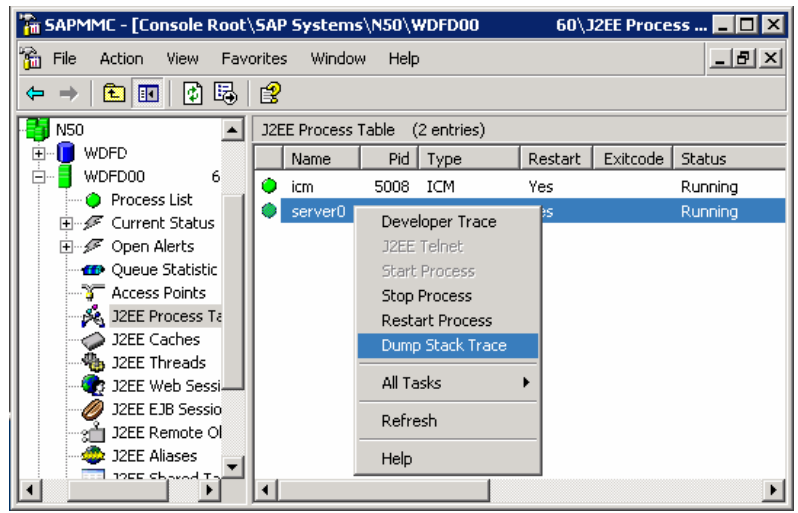 SAPMMC - [Console Root\SAP Systems\N50\WDFD00 60\J2EE Process ...
File Action View Favorites Window Help
N50
WDFD
WDFD00 6
Process List
Current Status
Open Alerts
Queue Statistic
Access Points
J2EE Process Ta
J2EE Caches
J2EE Threads
J2EE Web Sessi
J2EE EJB Sessio
J2EE Remote Ol
J2EE Aliases
J2EE Shared Ta
J2EE Process Table (2 entries)
Name Pid Type Restart Exitcode Status
icm 5008 ICM Yes Running
server0 es Running
Developer Trace
J2EE Telnet
Start Process
Stop Process
Restart Process
Dump Stack Trace
All Tasks
Refresh
Help